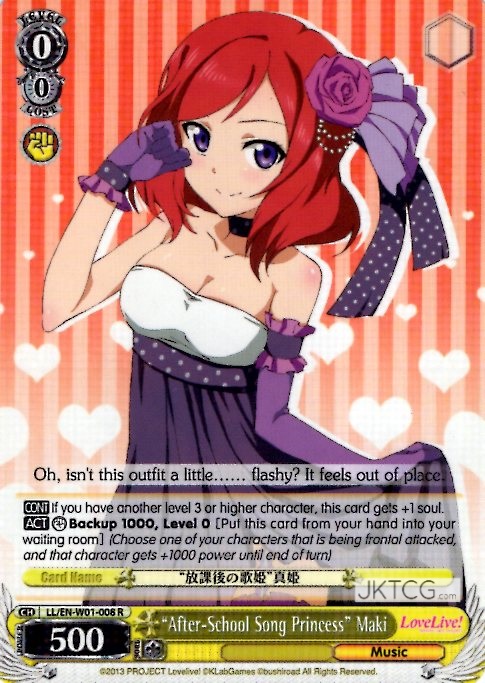 LEVEL
0
0
COST
Oh, isn't this outfit a little…… flashy? It feels out of place.
CONT If you have another level 3 or higher character, this card gets +1 soul.
ACT Backup 1000, Level 0 [Put this card from your hand into your
waiting room] (Choose one of your characters that is being frontal attacked,
and that character gets +1000 power until end of turn)
Card Name "放課後の歌姫"真姫
JKTCG.com
CH LL/EN-W01-008 R
"After-School Song Princess" Maki
LoveLive!
POWER
500
SOUL
Music
©2013 PROJECT Lovelive! ©KLabGames ©bushiroad All Rights Reserved.